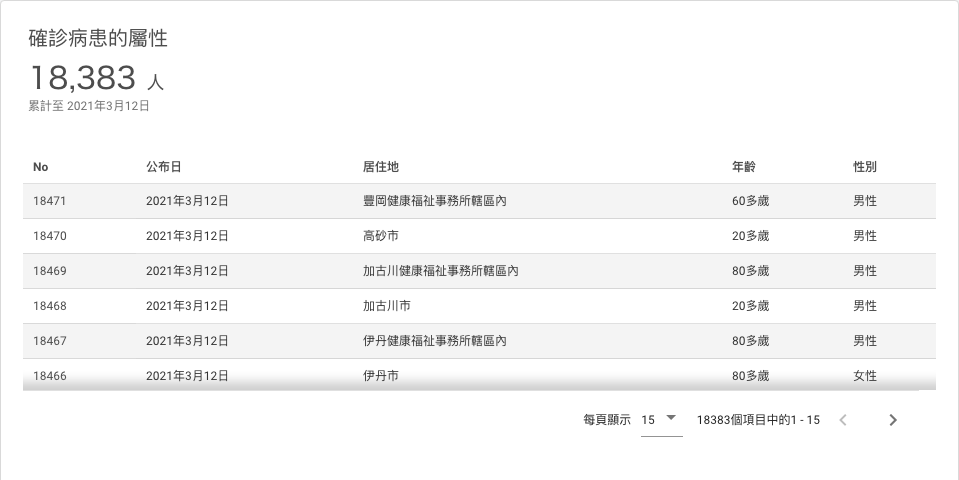 確診病患的屬性
18,383 人
累計至 2021年3月12日
No 公布日 居住地 年齡 性別
18471 2021年3月12日 豐岡健康福祉事務所轄區內 60多歲 男性
18470 2021年3月12日 高砂市 20多歲 男性
18469 2021年3月12日 加古川健康福祉事務所轄區內 80多歲 男性
18468 2021年3月12日 加古川市 20多歲 男性
18467 2021年3月12日 伊丹健康福祉事務所轄區內 80多歲 男性
18466 2021年3月12日 伊丹市 80多歲 女性
每頁顯示 15 18383個項目中的1 - 15